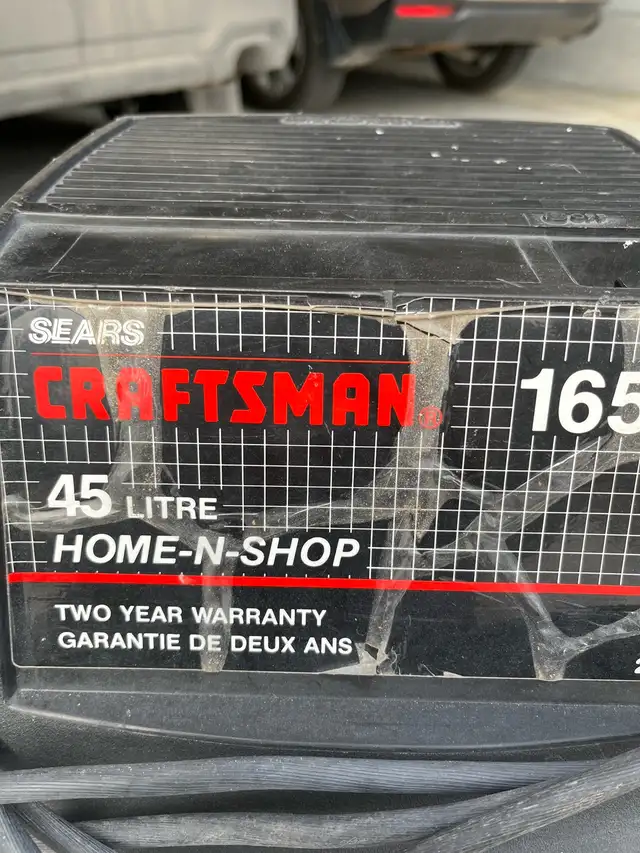 SEARS
CRAFTSMAN®
165
45 LITRE
HOME-N-SHOP
TWO YEAR WARRANTY
GARANTIE DE DEUX ANS